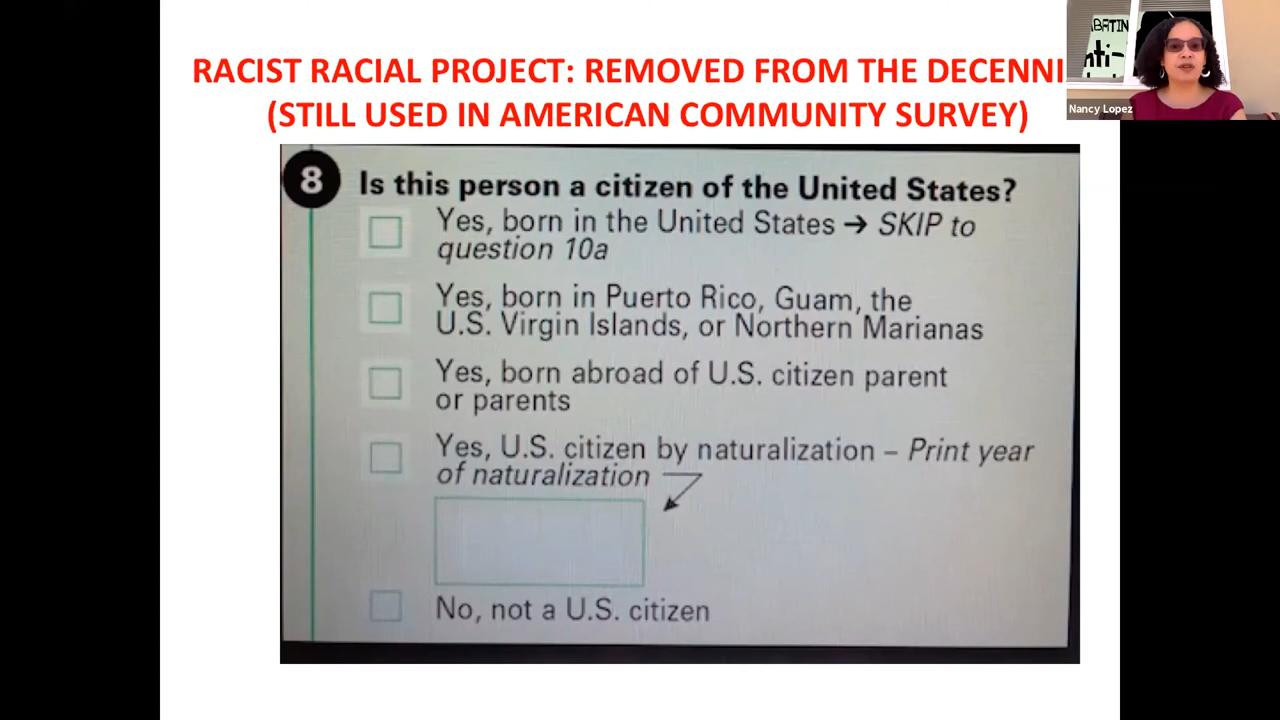 RACIST RACIAL PROJECT: REMOVED FROM THE
(STILL USED IN AMERICAN COMMUNITY SURVEY)
Nancy Lopez
8 Is this person a citizen of the United States?
Yes, born in the United States → SKIP to
question 10a
Yes, born in Puerto Rico, Guam, the
U.S. Virgin Islands, or Northern Marianas
Yes, born abroad of U.S. citizen parent
or parents
Yes, U.S. citizen by naturalization – Print year
of naturalization
No, not a U.S. citizen